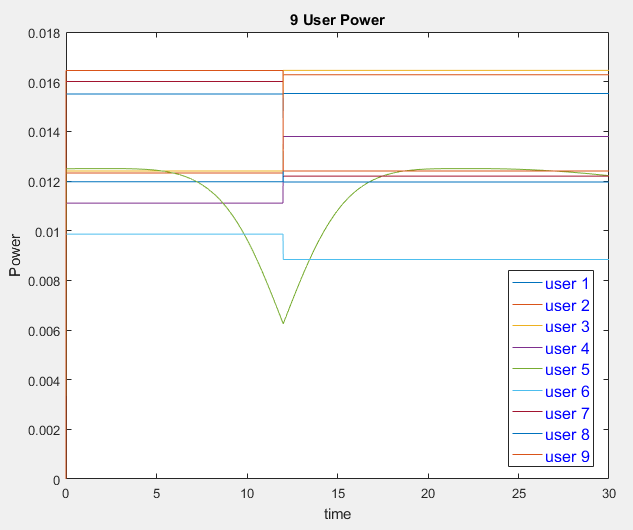 9 User Power
0.018
0.016
0.014
0.012
0.01
0.008
0.006
0.004
0.002
0
Power
user 1
user 2
user 3
user 4
user 5
user 6
user 7
user 8
user 9
0 5 10 15 20 25 30
time